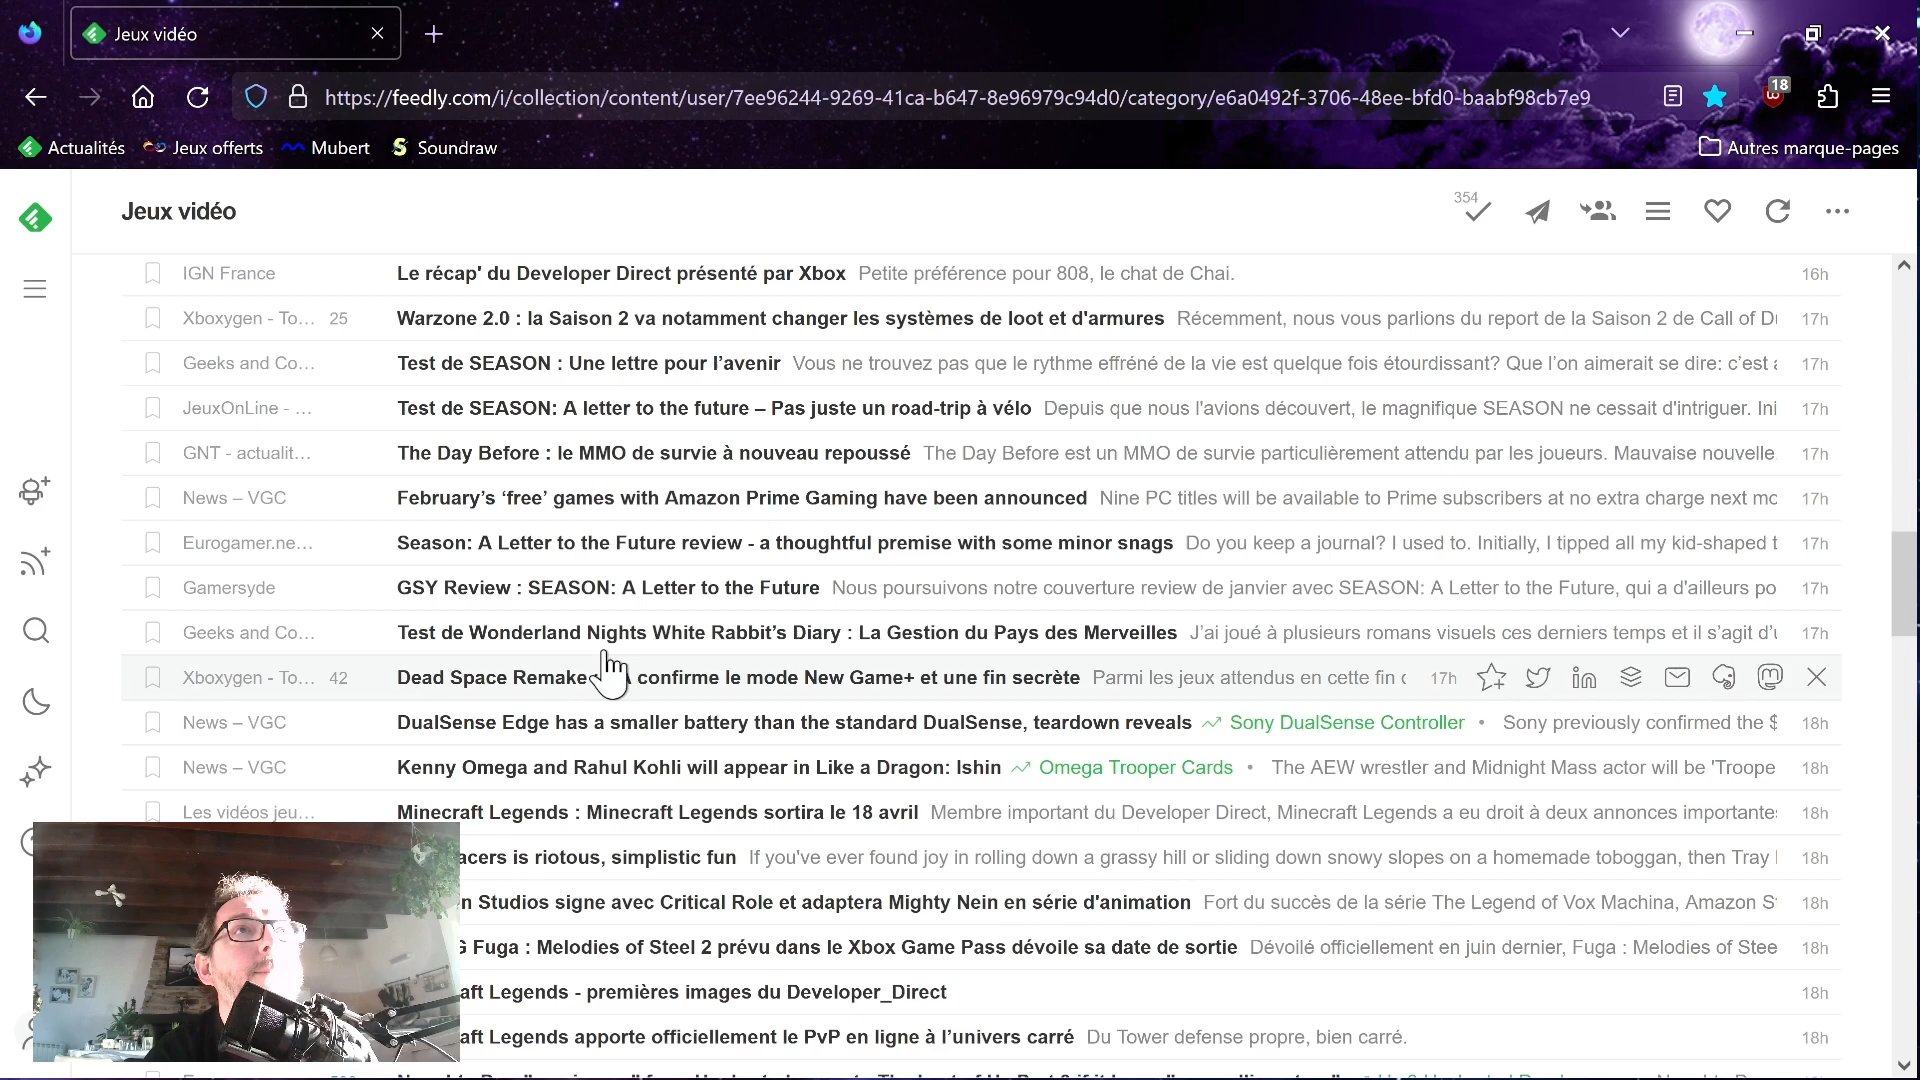 Jeux vidéo
https://feedly.com/i/collection/content/user/7ee96244-9269-41ca-b647-8e96979c94d0/category/e6a0492f-3706-48ee-bfd0-baabf98cb7e9
18
Actualités Jeux offerts Mubert Soundraw Autres marque-pages
Jeux vidéo 354
IGN France Le récap' du Developer Direct présenté par Xbox Petite préférence pour 808, le chat de Chai. 16h
Xboxygen - To... 25 Warzone 2.0 : la Saison 2 va notamment changer les systèmes de loot et d'armures Récemment, nous vous parlions du report de la Saison 2 de Call of 17h
Geeks and Co... Test de SEASON : Une lettre pour l’avenir Vous ne trouvez pas que le rythme effréné de la vie est quelque fois étourdissant? Que l’on aimerait se dire: c’est 17h
JeuxOnLine - ... Test de SEASON: A letter to the future – Pas juste un road-trip à vélo Depuis que nous l'avions découvert, le magnifique SEASON ne cessait d'intriguer. Ini 17h
GNT - actualit... The Day Before : le MMO de survie à nouveau repoussé The Day Before est un MMO de survie particulièrement attendu par les joueurs. Mauvaise nouvelle 17h
News – VGC February’s ‘free’ games with Amazon Prime Gaming have been announced Nine PC titles will be available to Prime subscribers at no extra charge next mo 17h
Eurogamer.ne... Season: A Letter to the Future review - a thoughtful premise with some minor snags Do you keep a journal? I used to. Initially, I tipped all my kid-shaped t 17h
Gamersyde GSY Review : SEASON: A Letter to the Future Nous poursuivons notre couverture review de janvier avec SEASON: A Letter to the Future, qui a d'ailleurs po 17h
Geeks and Co... Test de Wonderland Nights White Rabbit’s Diary : La Gestion du Pays des Merveilles J’ai joué à plusieurs romans visuels ces derniers temps et il s’agit d’u 17h
Xboxygen - To... 42 Dead Space Remake confirme le mode New Game+ et une fin secrète Parmi les jeux attendus en cette fin 17h
News – VGC DualSense Edge has a smaller battery than the standard DualSense, teardown reveals Sony DualSense Controller • Sony previously confirmed the $ 18h
News – VGC Kenny Omega and Rahul Kohli will appear in Like a Dragon: Ishin Omega Trooper Cards • The AEW wrestler and Midnight Mass actor will be 'Troope 18h
Les vidéos jeu... Minecraft Legends : Minecraft Legends sortira le 18 avril Membre important du Developer Direct, Minecraft Legends a eu droit à deux annonces importantes 18h
acers is riotous, simplistic fun If you've ever found joy in rolling down a grassy hill or sliding down snowy slopes on a homemade toboggan, then Tray 18h
n Studios signe avec Critical Role et adaptera Mighty Nein en série d'animation Fort du succès de la série The Legend of Vox Machina, Amazon S 18h
G Fuga : Melodies of Steel 2 prévu dans le Xbox Game Pass dévoile sa date de sortie Dévoilé officiellement en juin dernier, Fuga : Melodies of Stee 18h
aft Legends - premières images du Developer_Direct 18h
raft Legends apporte officiellement le PvP en ligne à l’univers carré Du Tower defense propre, bien carré. 18h